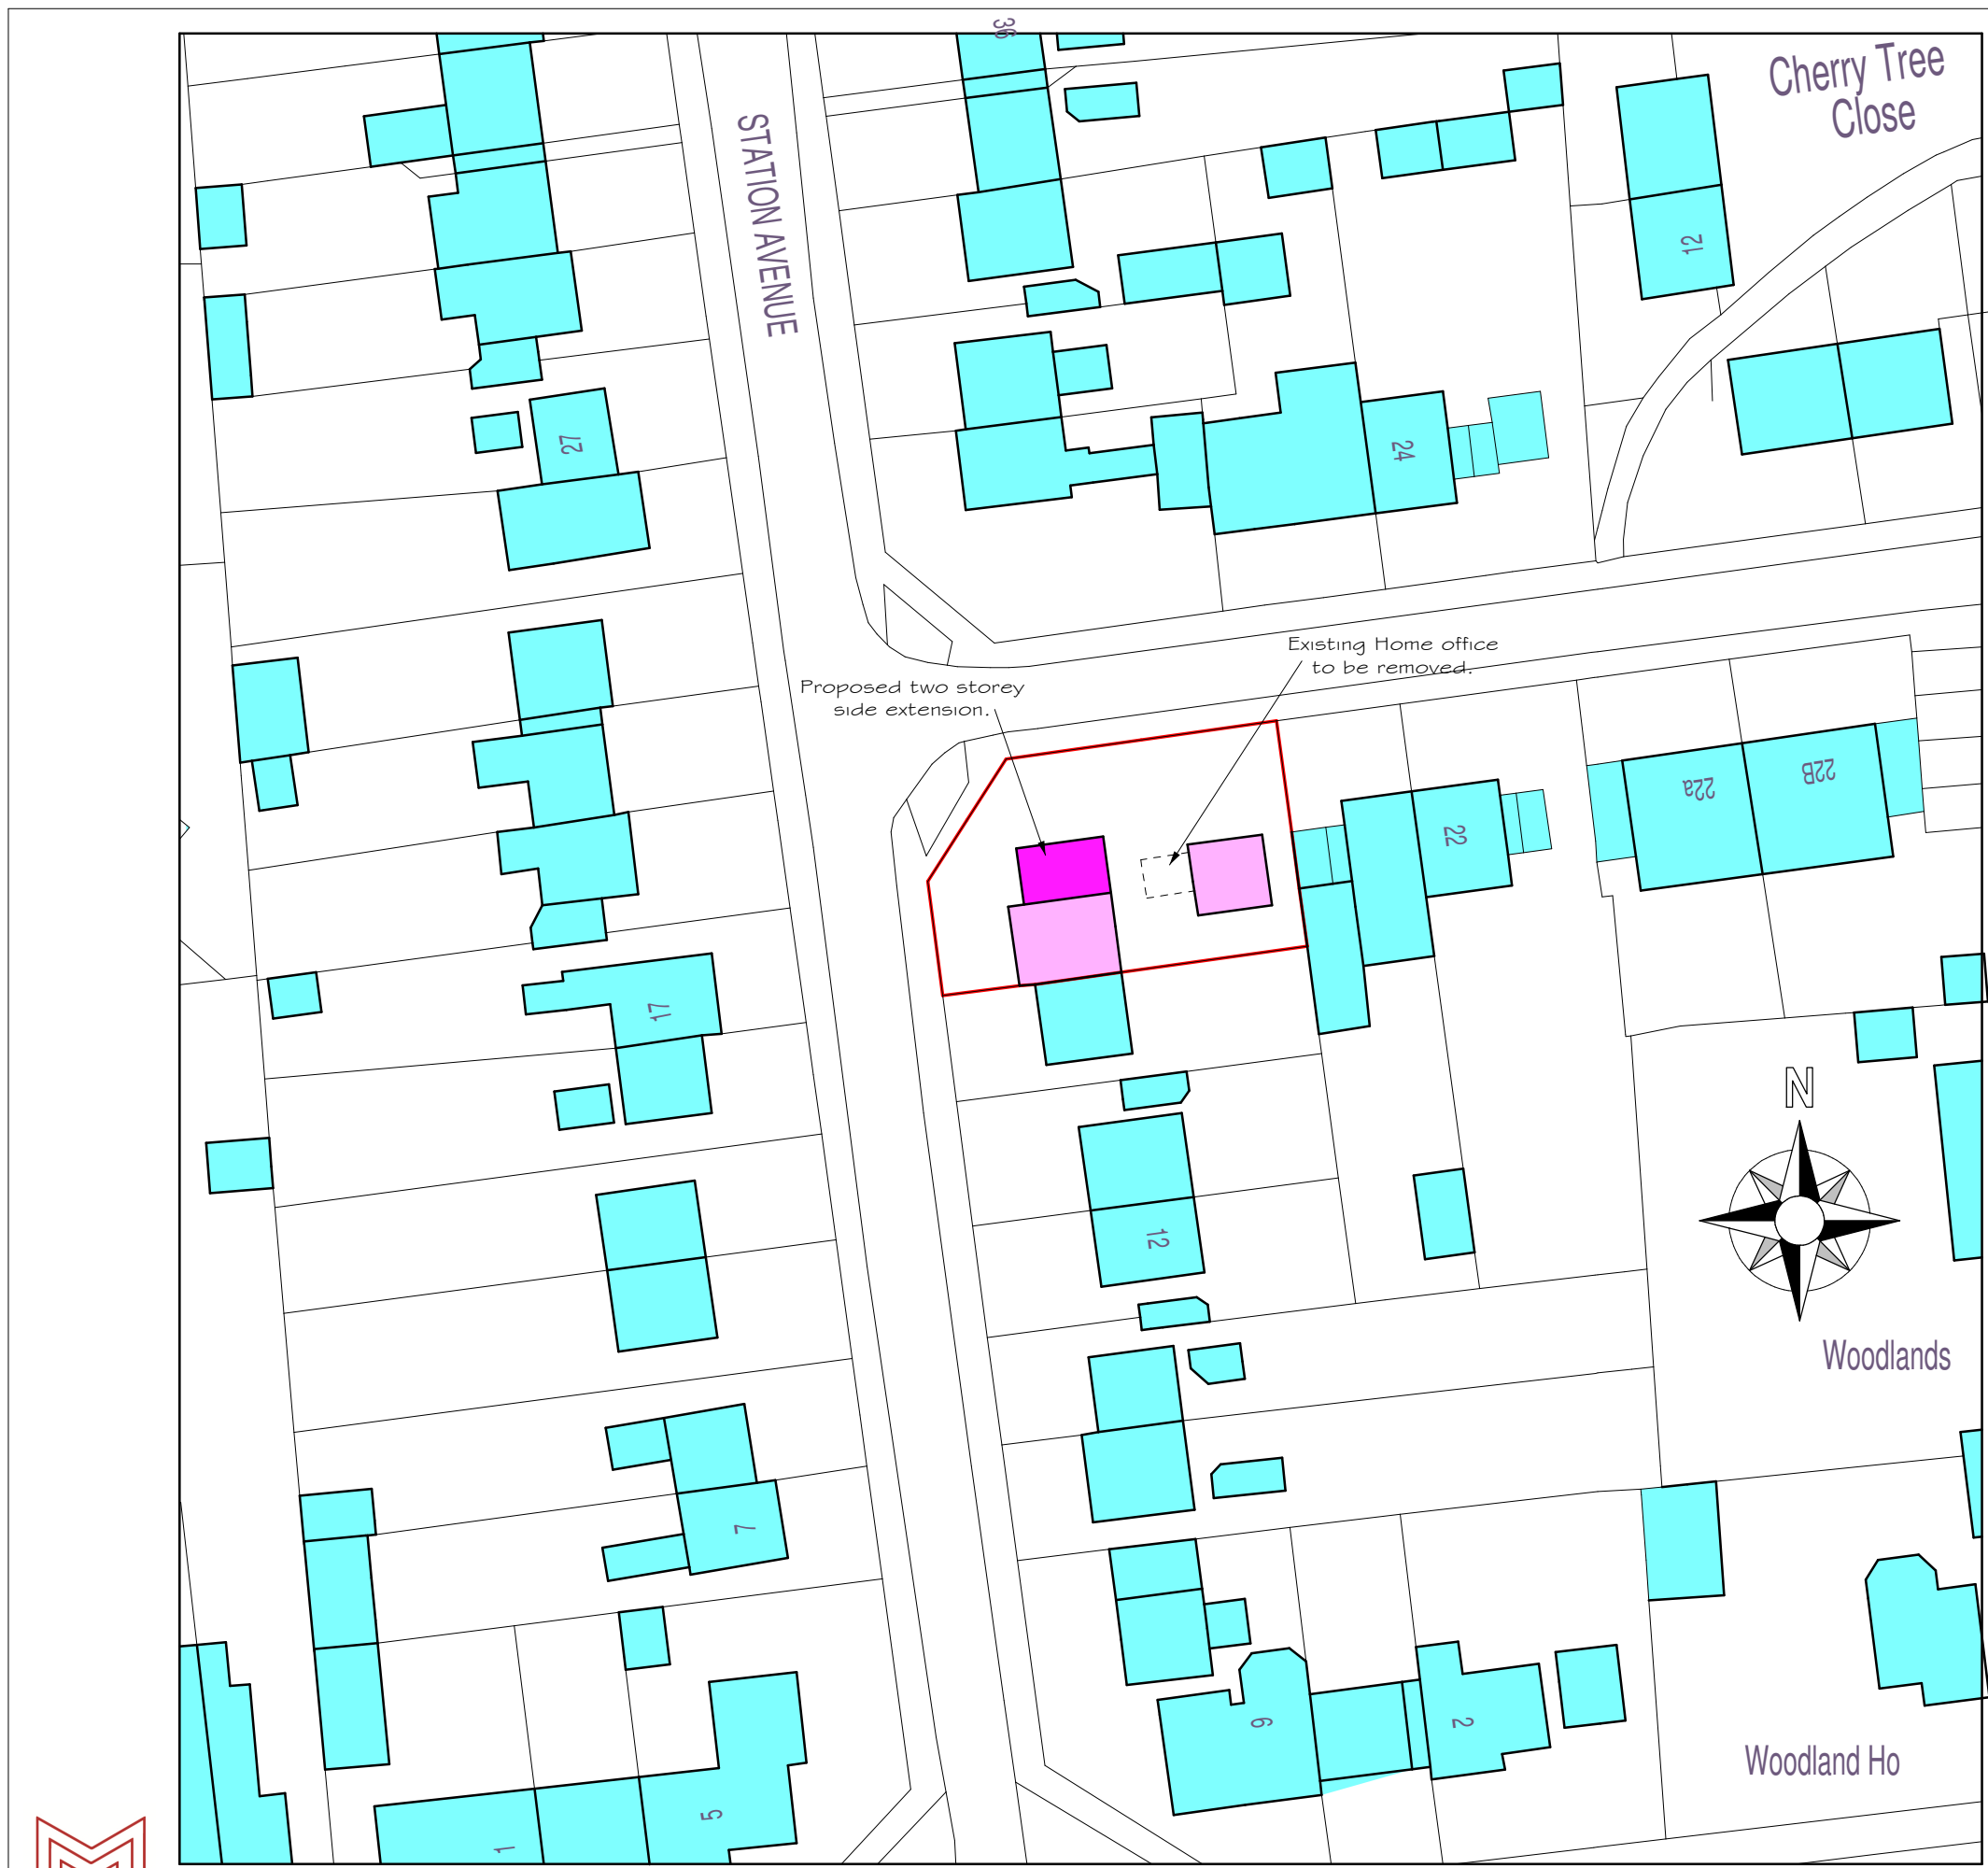 36
Cherry Tree
Close
STATION AVENUE
12
27
24
Existing Home office
to be removed.
Proposed two storey
side extension.
22a
22B
22
17
N
12
Woodlands
7
6
2
Woodland Ho
5
1